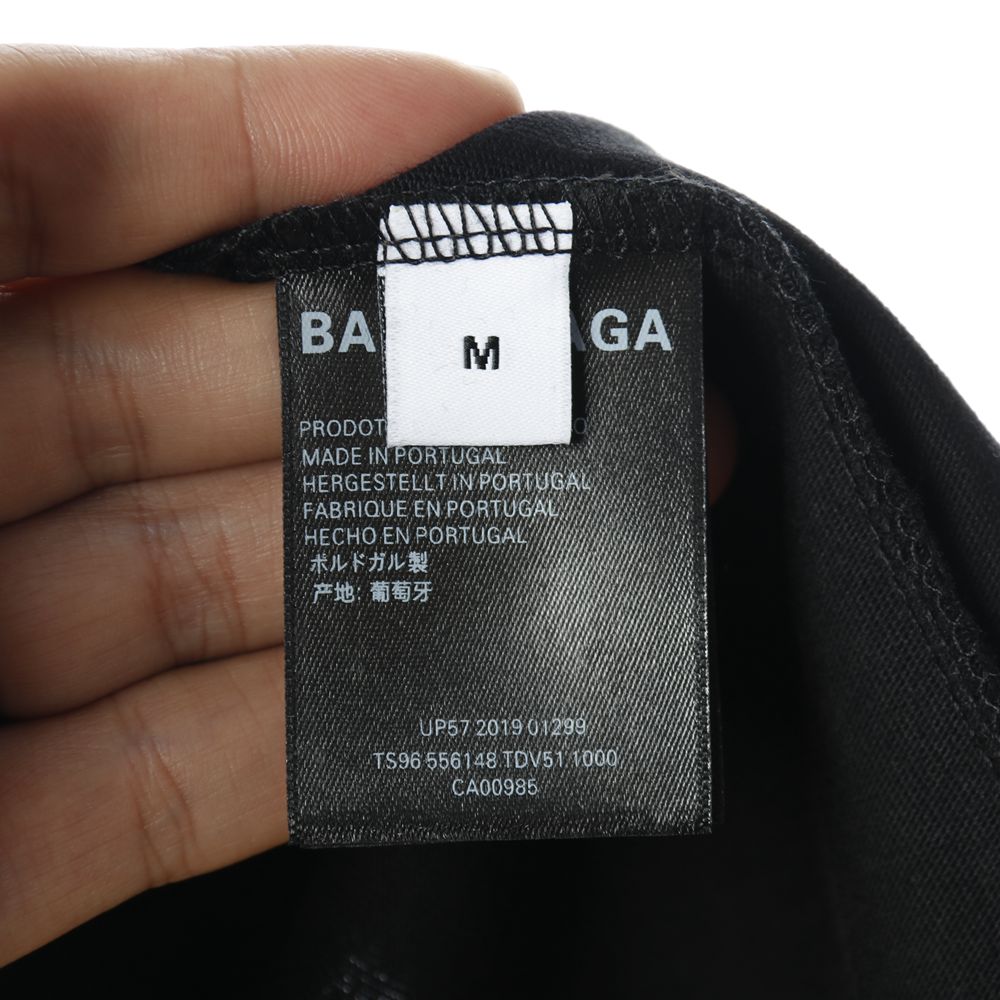 BA AGA
M
PRODOT O
MADE IN PORTUGAL
HERGESTELLT IN PORTUGAL
FABRIQUE EN PORTUGAL
HECHO EN PORTUGAL
ポルドガル製
产地: 葡萄牙
UP57 2019 01299
TS96 556148 TDV51 1000
CA00985